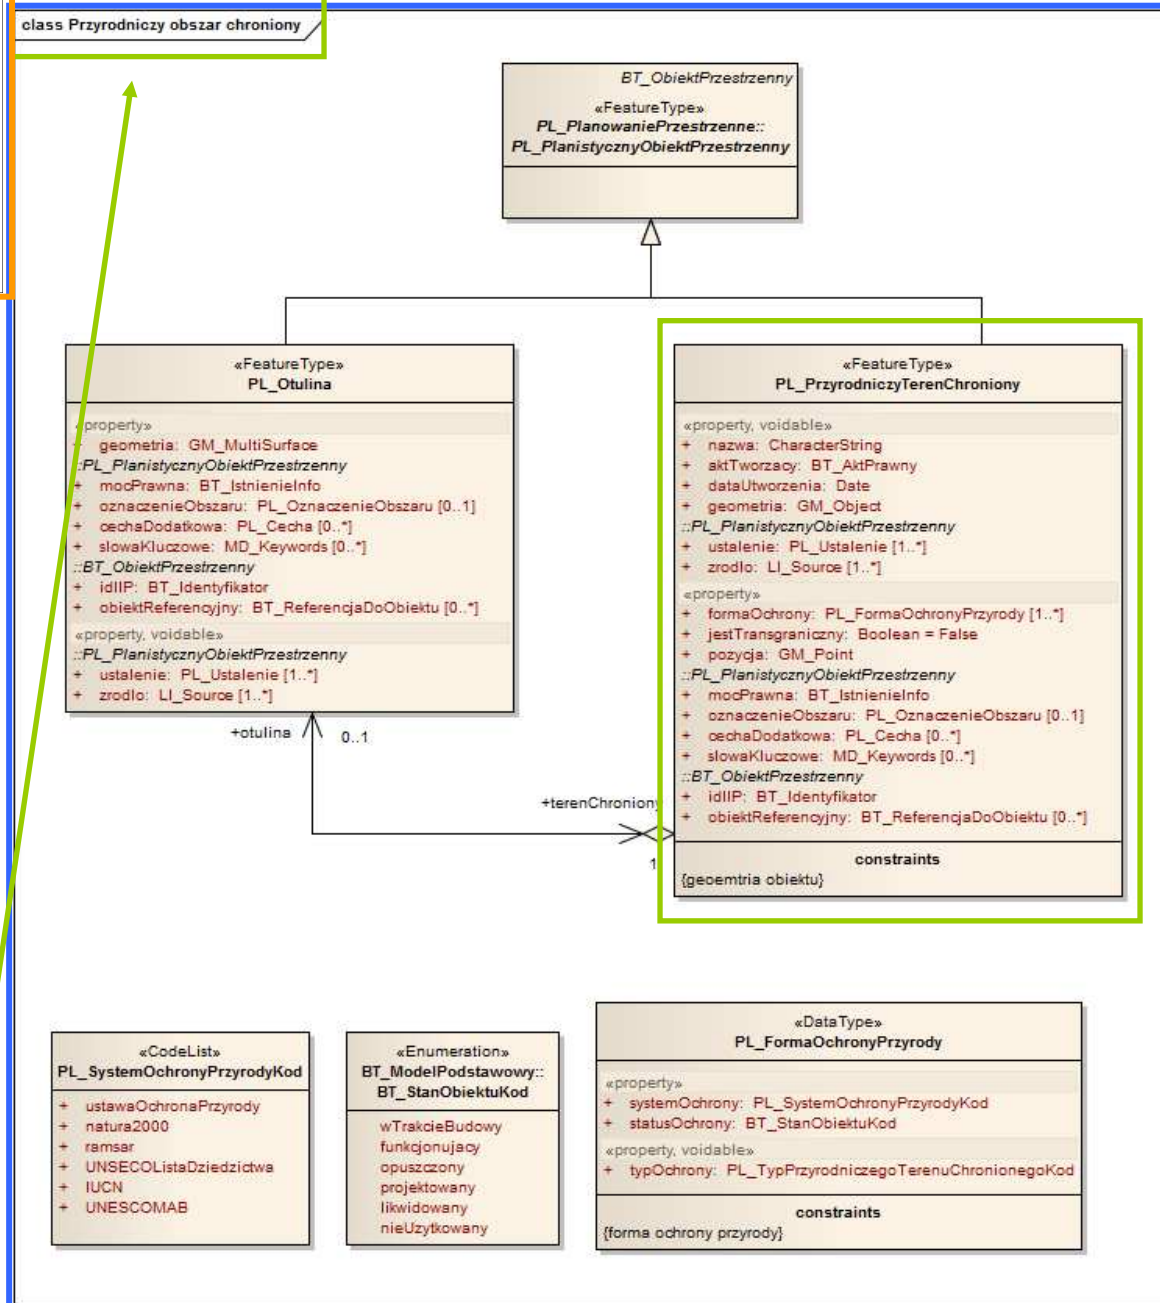 class Przyrodniczy obszar chroniony
BT_ObiektPrzestrzenny
«FeatureType»
PL_PlanowaniePrzestrzenne::
PL_PlanistycznyObiektPrzestrzenny
«FeatureType»
PL_Otulina
«property»
+ geometria: GM_MultiSurface
::PL_PlanistycznyObiektPrzestrzenny
+ mocPrawna: BT_IstnienieInfo
+ oznaczenieObszaru: PL_OznaczenieObszaru [0..1]
+ cechaDodatkowa: PL_Cecha [0..*]
+ slowaKluczowe: MD_Keywords [0..*]
::BT_ObiektPrzestrzenny
+ idIIP: BT_Identyfikator
+ obiektReferencyjny: BT_ReferencjaDoObiektu [0..*]
«property, voidable»
::PL_PlanistycznyObiektPrzestrzenny
+ ustalenie: PL_Ustalenie [1..*]
+ zrodlo: LI_Source [1..*]
«FeatureType»
PL_PrzyrodniczyTerenChroniony
«property, voidable»
+ nazwa: CharacterString
+ aktTworzacy: BT_AktPrawny
+ dataUtworzenia: Date
+ geometria: GM_Object
::PL_PlanistycznyObiektPrzestrzenny
+ ustalenie: PL_Ustalenie [1..*]
+ zrodlo: LI_Source [1..*]
«property»
+ formaOchrony: PL_FormaOchronyPrzyrody [1..*]
+ jestTransgraniczny: Boolean = False
+ pozycja: GM_Point
::PL_PlanistycznyObiektPrzestrzenny
+ mocPrawna: BT_IstnienieInfo
+ oznaczenieObszaru: PL_OznaczenieObszaru [0..1]
+ cechaDodatkowa: PL_Cecha [0..*]
+ slowaKluczowe: MD_Keywords [0..*]
::BT_ObiektPrzestrzenny
+ idIIP: BT_Identyfikator
+ obiektReferencyjny: BT_ReferencjaDoObiektu [0..*]
constraints
{geoemtria obiektu}
+otulina
0..1
+terenChroniony
1
«CodeList»
PL_SystemOchronyPrzyrodyKod
+ ustawaOchronaPrzyrody
+ natura2000
+ ramsar
+ UNSECOListaDziedzictwa
+ IUCN
+ UNESCOMAB
«Enumeration»
BT_ModelPodstawowy::
BT_StanObiektuKod
wTrakcieBudowy
funkcjonujacy
opuszczony
projektowany
likwidowany
nieUzytkowany
«DataType»
PL_FormaOchronyPrzyrody
«property»
+ systemOchrony: PL_SystemOchronyPrzyrodyKod
+ statusOchrony: BT_StanObiektuKod
«property, voidable»
+ typOchrony: PL_TypPrzyrodniczegoTerenuChronionegoKod
constraints
{forma ochrony przyrody}